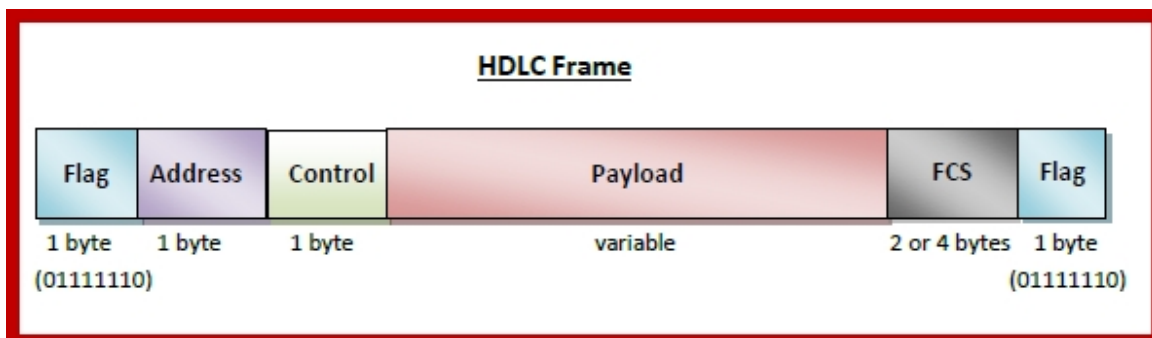 HDLC Frame
Flag Address Control Payload FCS Flag
1 byte 1 byte 1 byte variable 2 or 4 bytes 1 byte
(01111110) (01111110)